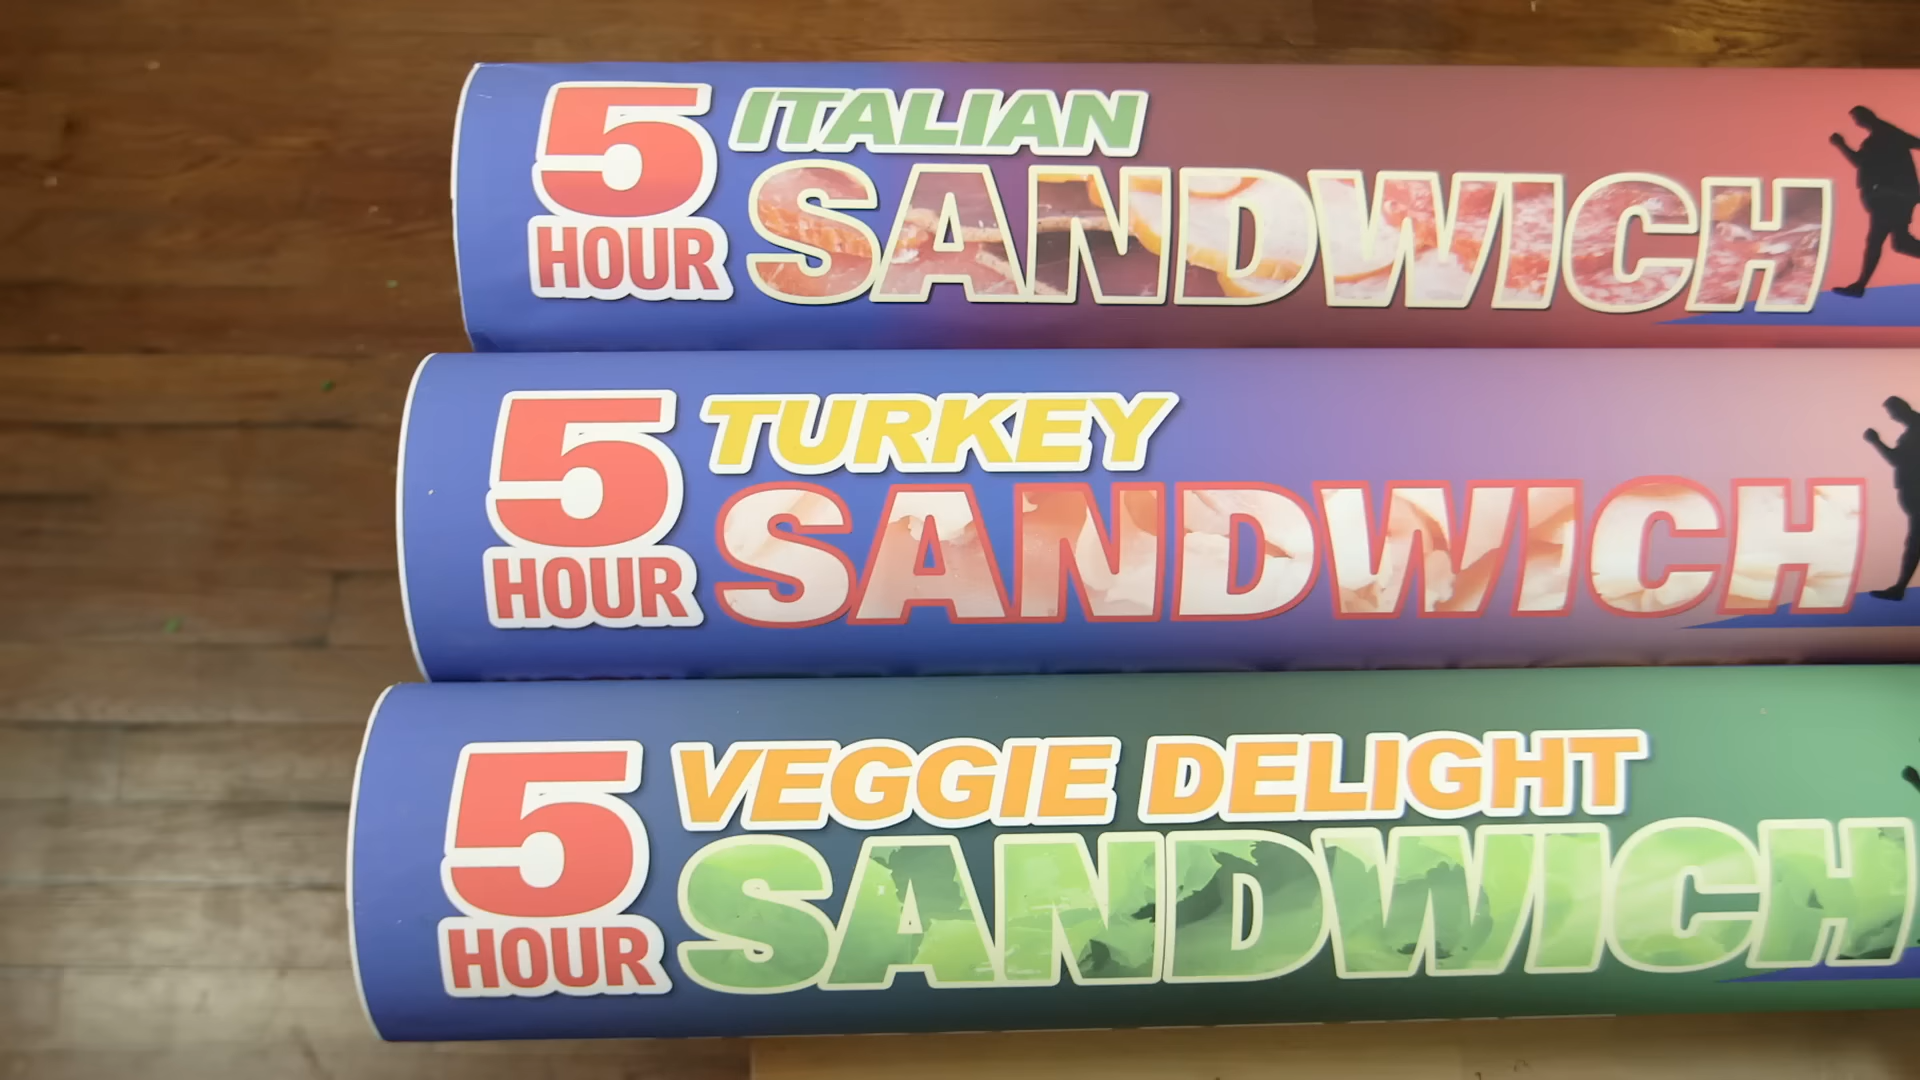 5
HOUR
ITALIAN
SANDWICH
5
HOUR
TURKEY
SANDWICH
5
HOUR
VEGGIE DELIGHT
SANDWICH